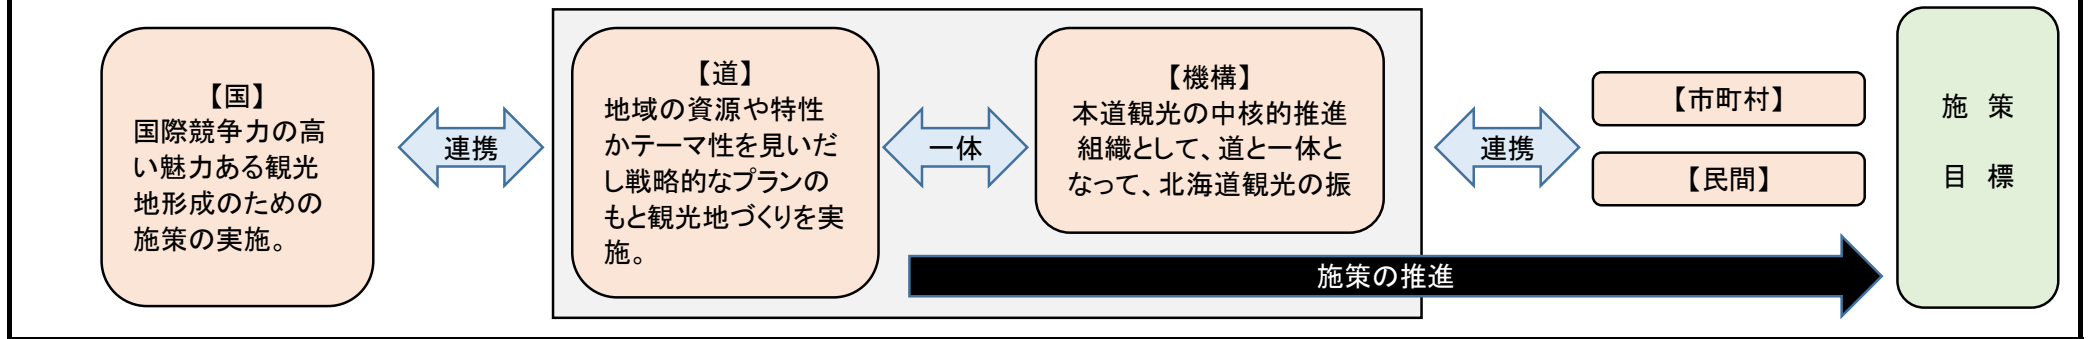 【国】
国際競争力の高
い魅力ある観光
地形成のための
施策の実施。
連携
【道】
地域の資源や特性
かテーマ性を見いだ
し戦略的なプランの
もと観光地づくりを実
施。
一体
【機構】
本道観光の中核的推進
組織として、道と一体と
なって、北海道観光の振
連携
【市町村】
【民間】
施策の推進
施 策
目 標